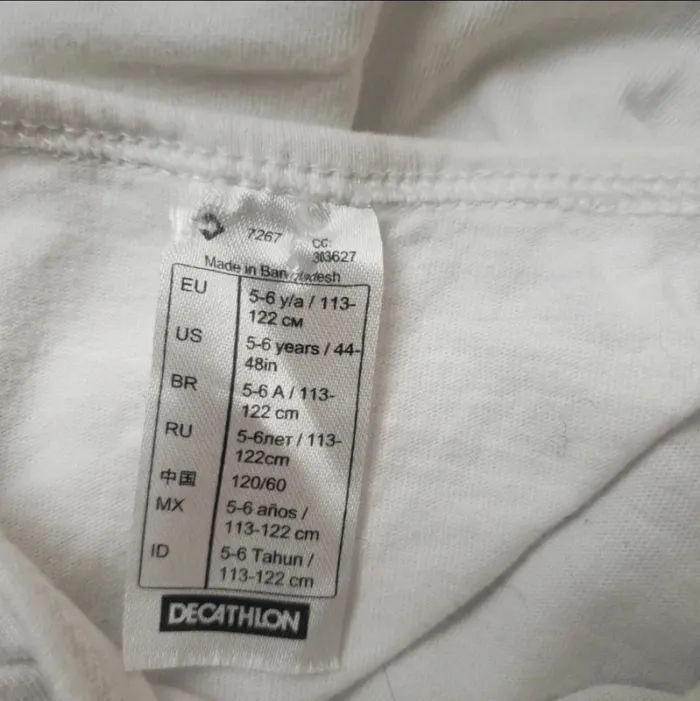 7267
CC:
303627
Made in Bangladesh
EU
5-6 y/a / 113-
122 см
US
5-6 years / 44-
48in
BR
5-6 A / 113-
122 cm
RU
5-6лет / 113-
122cm
中国
120/60
MX
5-6 años /
113-122 cm
ID
5-6 Tahun /
113-122 cm
DECATHLON